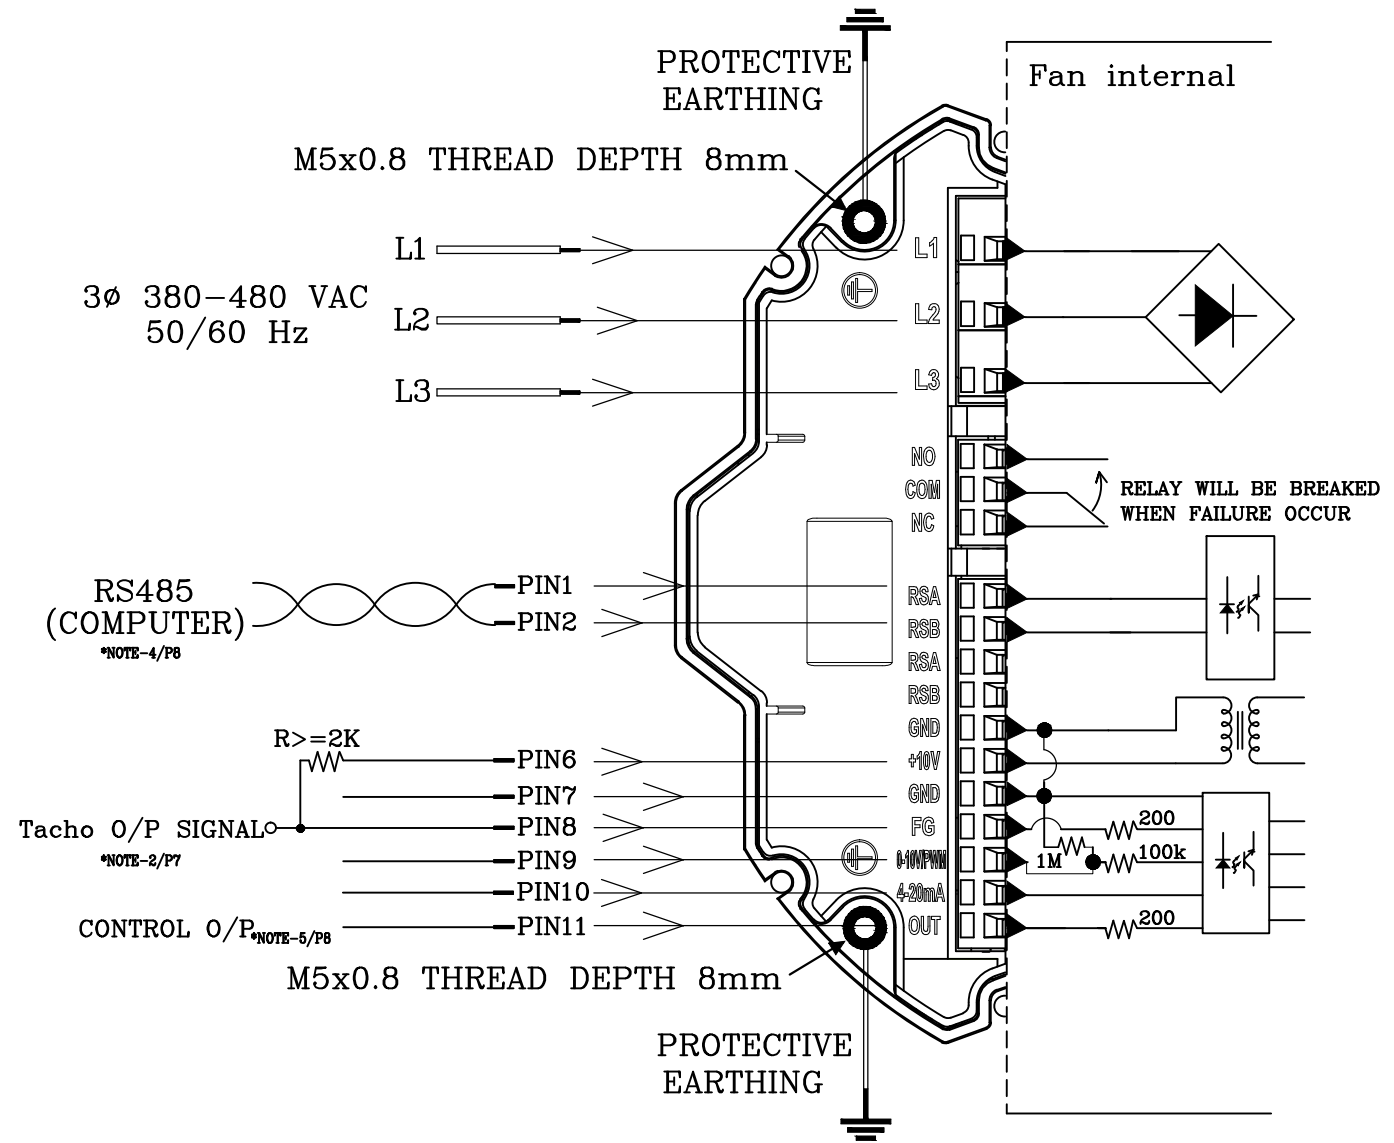 PROTECTIVE
EARTHING
Fan internal
M5x0.8 THREAD DEPTH 8mm
L1
L1
3ø 380-480 VAC
50/60 Hz
L2
L2
L3
L3
NO
COM
NC
RELAY WILL BE BREAKED
WHEN FAILURE OCCUR
RS485
(COMPUTER)
*NOTE-4/P8
PIN1
PIN2
RSA
RSB
RSA
RSB
GND
+10V
GND
FG
0-10V/PWM
4-20mA
OUT
R>=2K
PIN6
PIN7
Tacho O/P SIGNAL
*NOTE-2/P7
PIN8
PIN9
PIN10
CONTROL O/P
*NOTE-5/P8
PIN11
200
1M
100k
200
M5x0.8 THREAD DEPTH 8mm
PROTECTIVE
EARTHING